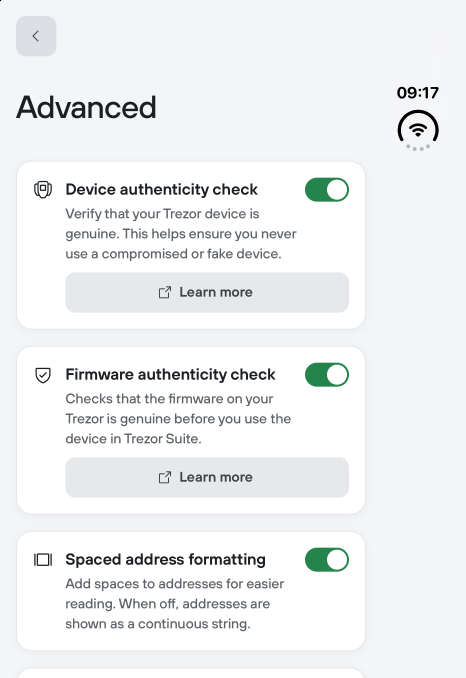 09:17
Advanced
Device authenticity check
Verify that your Trezor device is
genuine. This helps ensure you never
use a compromised or fake device.
Learn more
Firmware authenticity check
Checks that the firmware on your
Trezor is genuine before you use the
device in Trezor Suite.
Learn more
Spaced address formatting
Add spaces to addresses for easier
reading. When off, addresses are
shown as a continuous string.